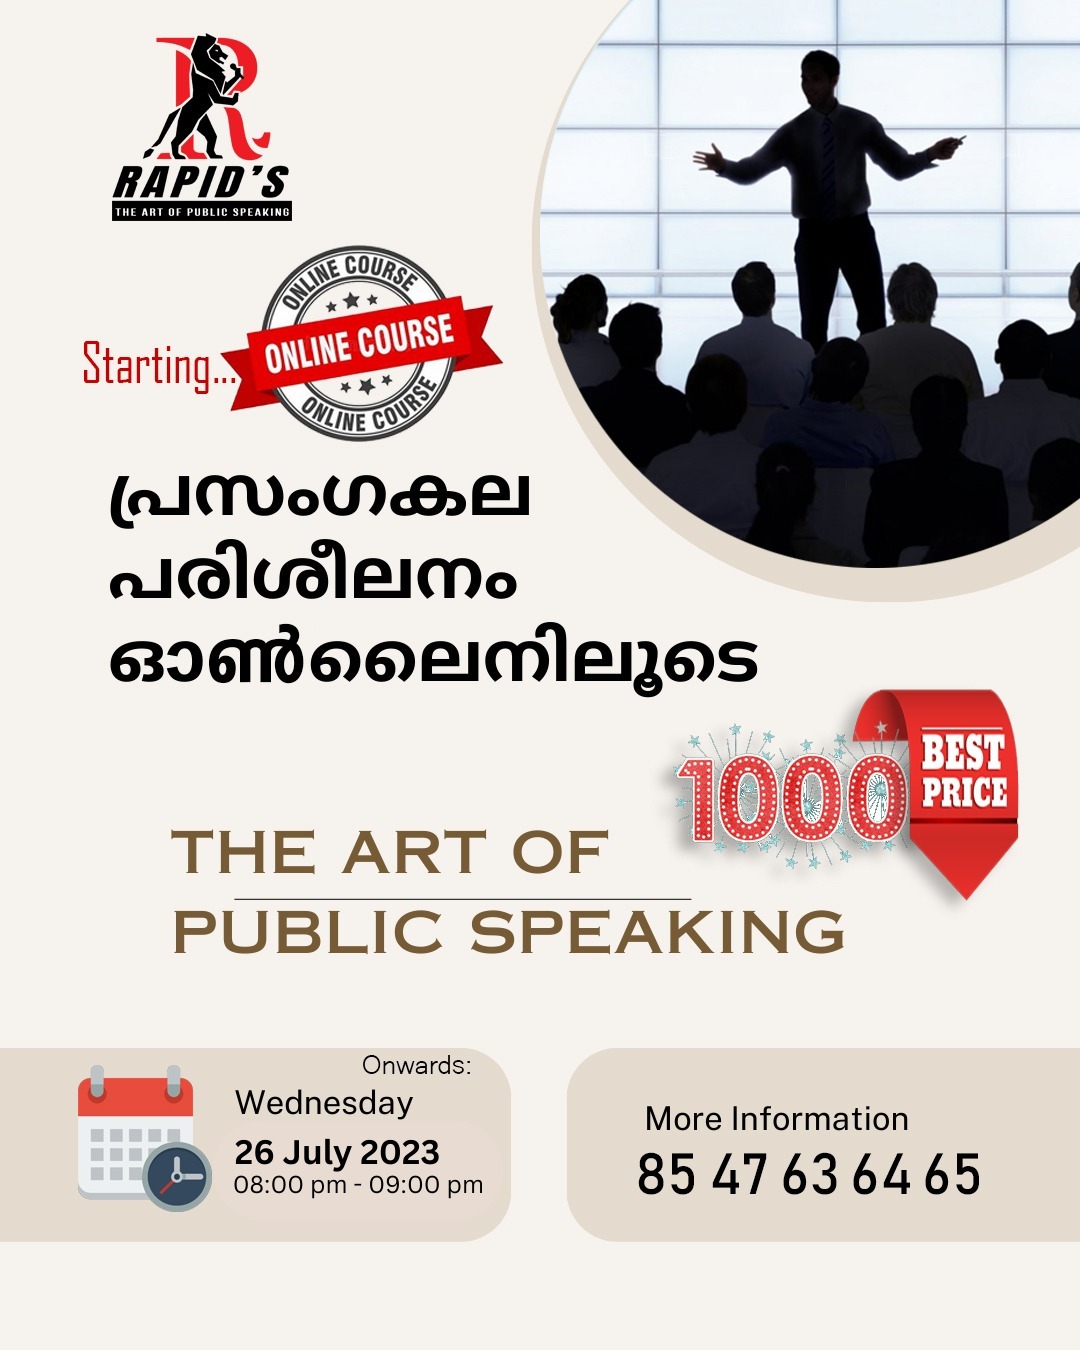 R
RAPID'S
THE ART OF PUBLIC SPEAKING
ONLINE COURSE
Starting...
ONLINE COURSE
ONLINE COURSE
പ്രസംഗകല
പരിശീലനം
ഓൺലൈനിലൂടെ
1000
BEST
PRICE
THE ART OF
PUBLIC SPEAKING
Onwards:
Wednesday
26 July 2023
08:00 pm - 09:00 pm
More Information
85 47 63 64 65